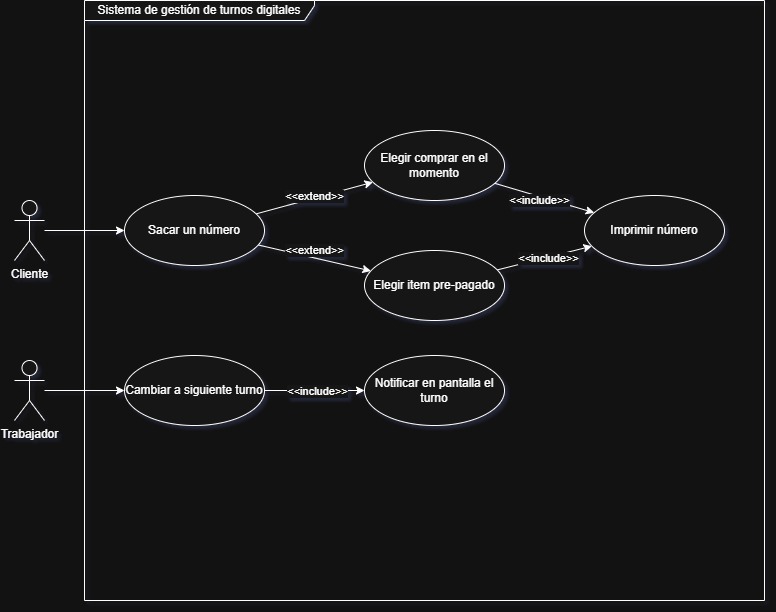 Sistema de gestión de turnos digitales
Elegir comprar en el
momento
<<extend>>
<<include>>
Sacar un número
Imprimir número
<<extend>>
<<include>>
Cliente
Elegir item pre-pagado
Cambiar a siguiente turno
<<include>>
Notificar en pantalla el
turno
Trabajador